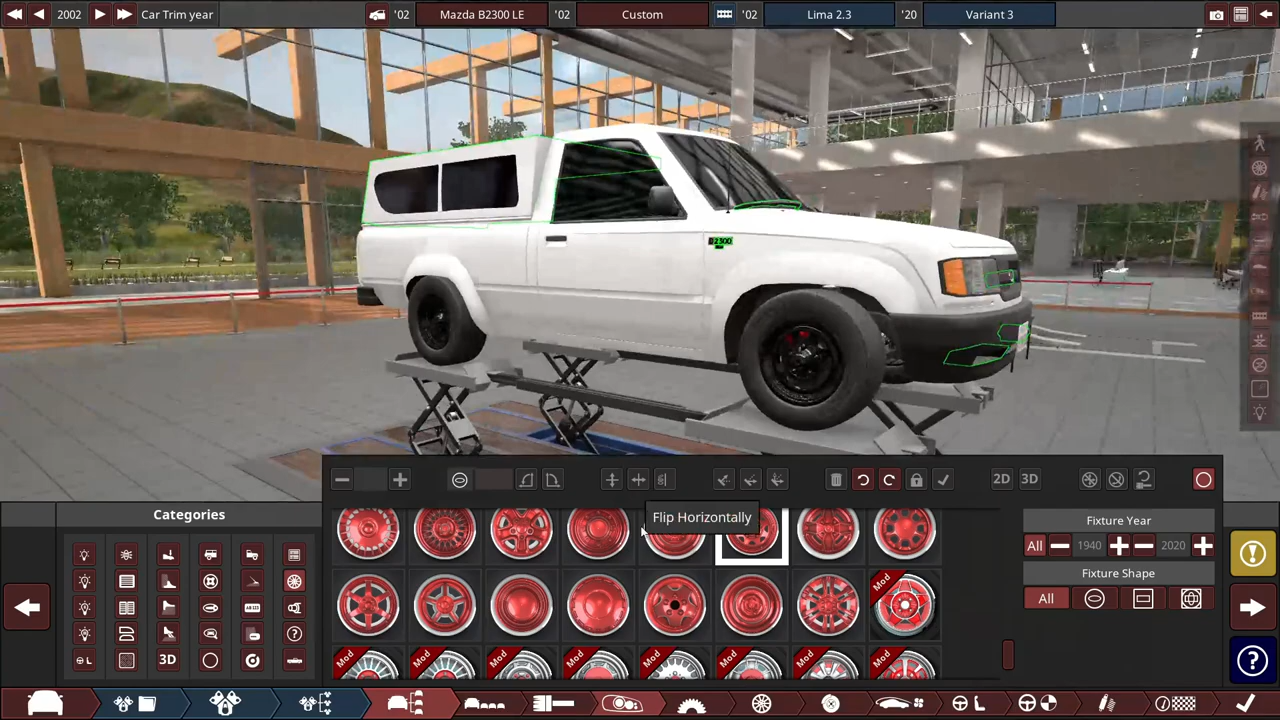 2002 Car Trim year '02 Mazda B2300 LE '02 Custom '02 Lima 2.3 '20 Variant 3
B2300
2D 3D
Flip Horizontally
Categories
Fixture Year
All 1940 2020
Fixture Shape
All
Mod
Mod Mod Mod Mod Mod Mod Mod Mod
3D
L
?
?